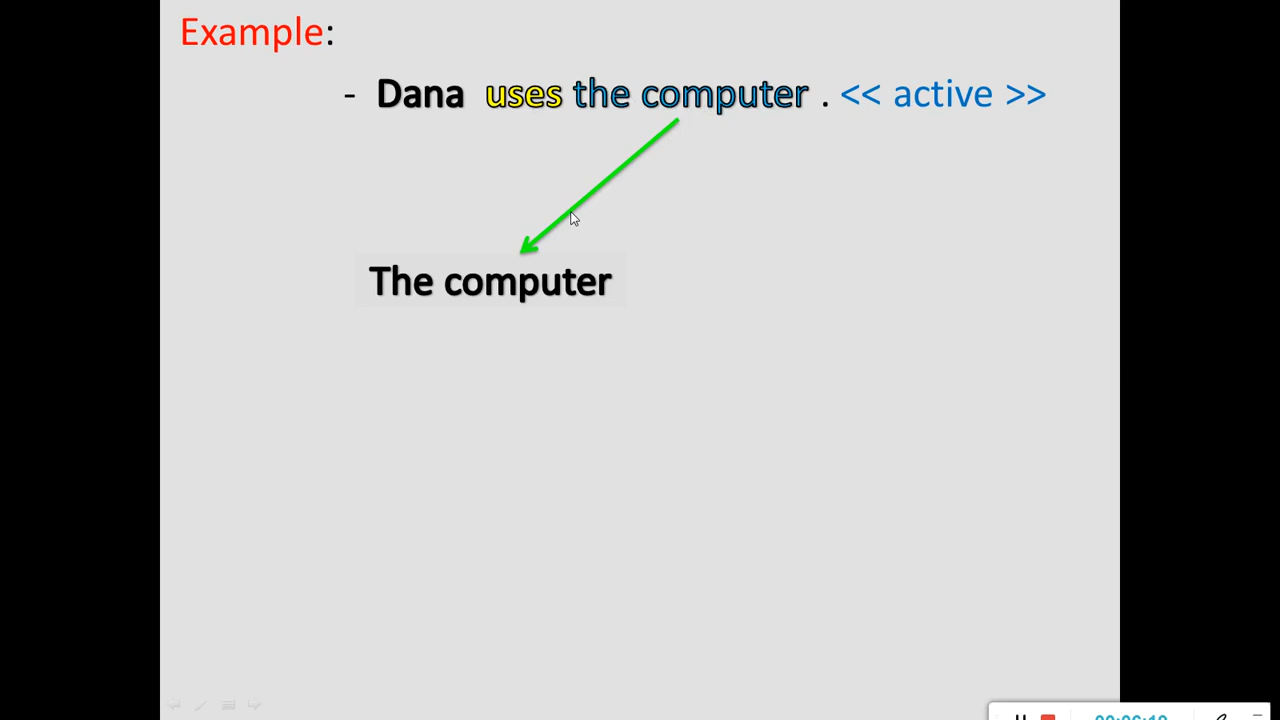 Example:
- Dana uses the computer . << active >>
The computer